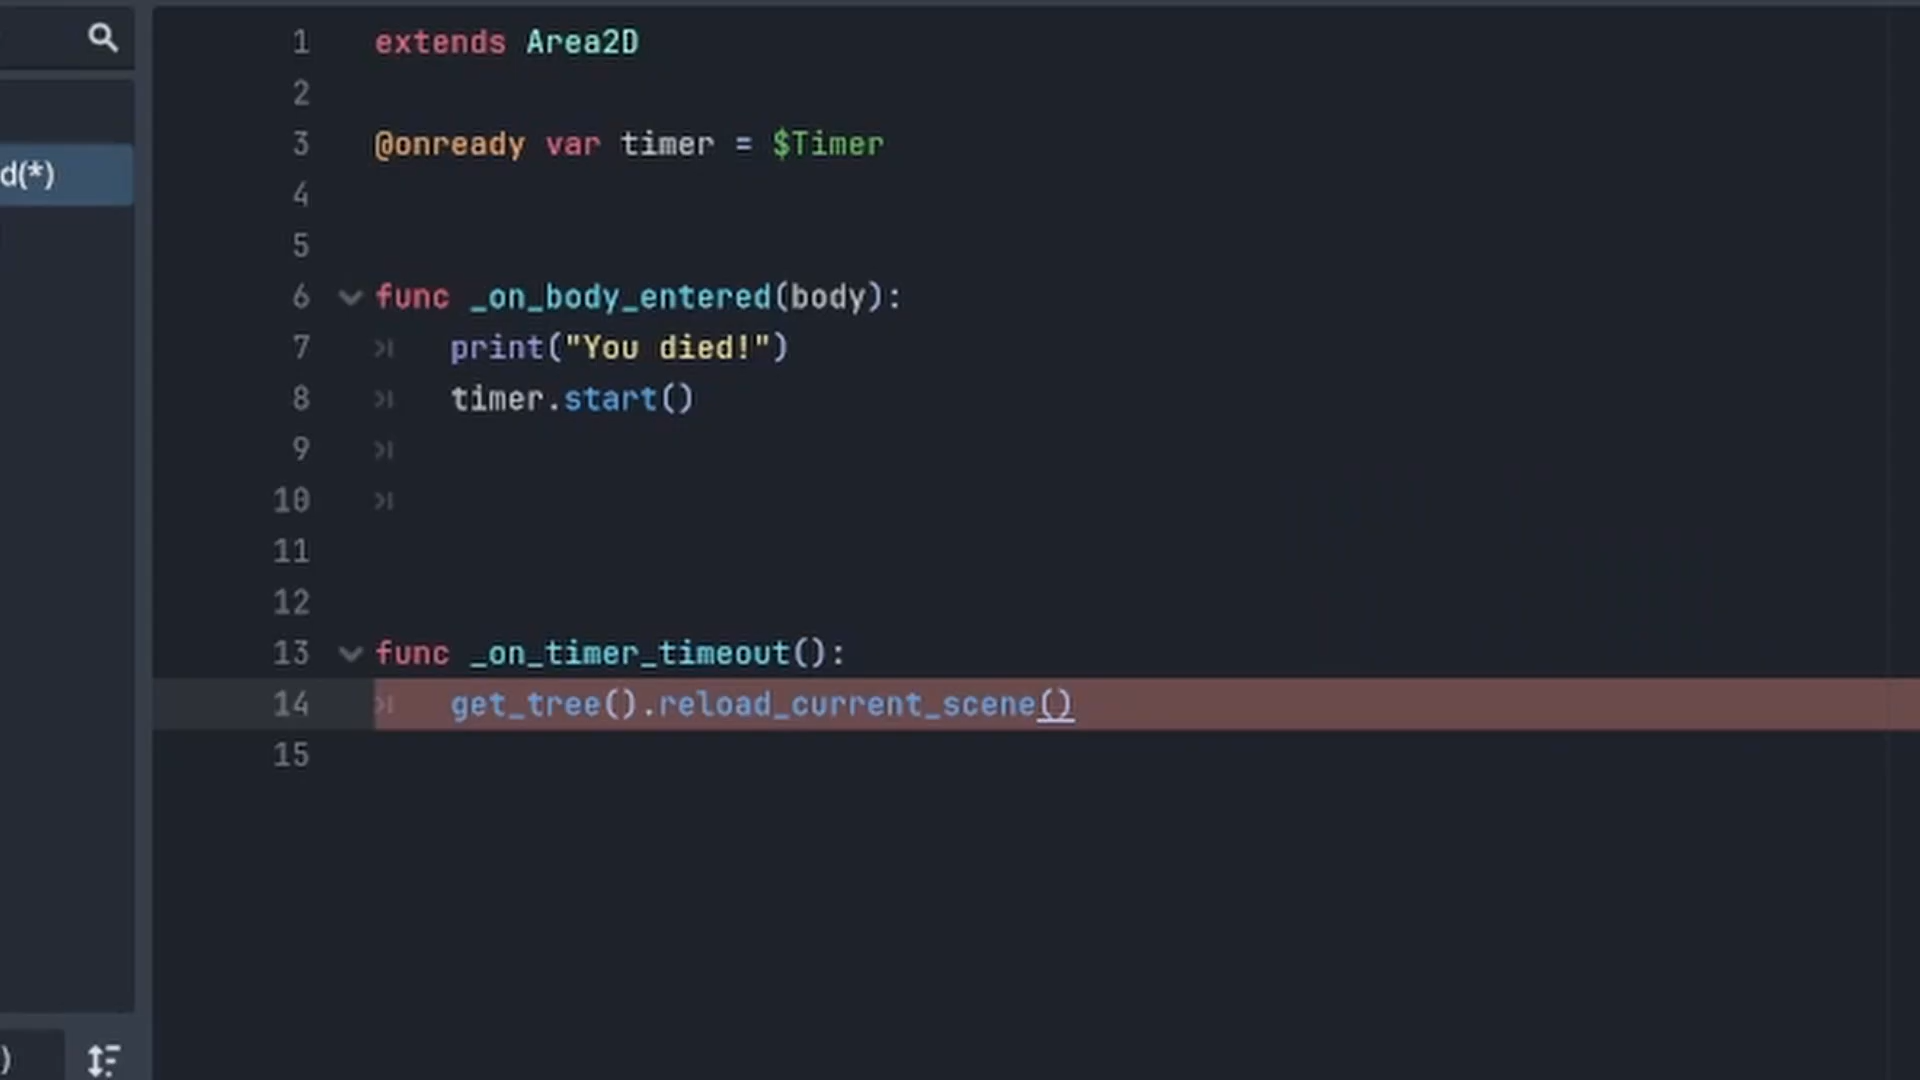 1 extends Area2D
2
3 @onready var timer = $Timer
d(*)
4
5
6 func _on_body_entered(body):
7 print("You died!")
8 timer.start()
9
10
11
12
13 func _on_timer_timeout():
14 get_tree().reload_current_scene()
15
)